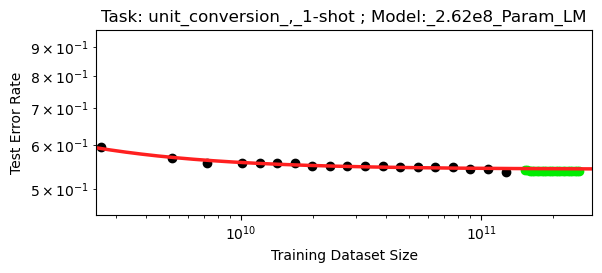 Task: unit_conversion_,_1-shot ; Model:_2.62e8_Param_LM
9 × 10⁻¹
8 × 10⁻¹
7 × 10⁻¹
6 × 10⁻¹
5 × 10⁻¹
Test Error Rate
10¹⁰ 10¹¹
Training Dataset Size